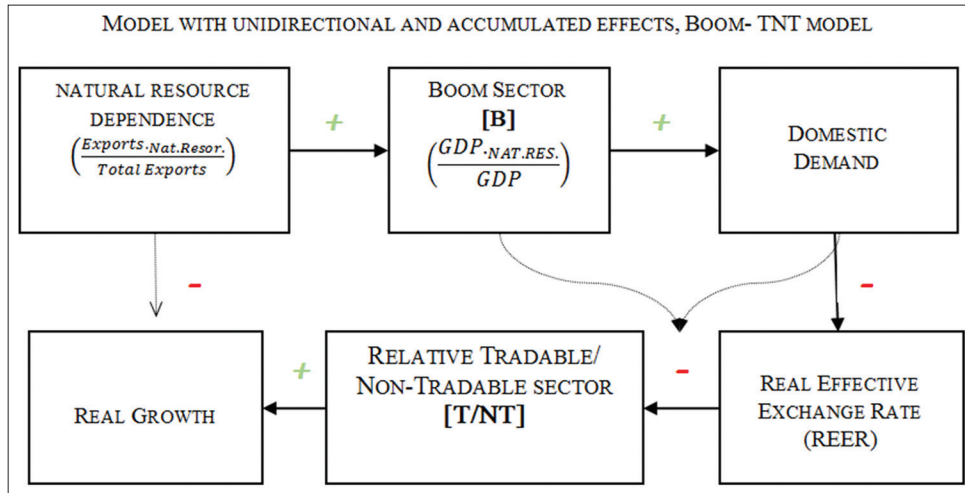 MODEL WITH UNIDIRECTIONAL AND ACCUMULATED EFFECTS, BOOM- TNT MODEL
NATURAL RESOURCE
DEPENDENCE
(Exports.Nat.Resor. / Total Exports)
+
BOOM SECTOR
[B]
(GDP.NAT.RES. / GDP)
+
DOMESTIC
DEMAND
-
-
REAL GROWTH
+
RELATIVE TRADABLE/
NON-TRADABLE SECTOR
[T/NT]
-
REAL EFFECTIVE
EXCHANGE RATE
(REER)